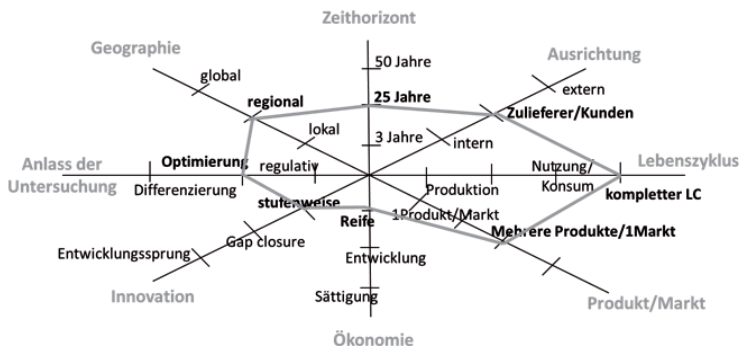 Zeithorizont
Geographie
Ausrichtung
50 Jahre
global
extern
regional
25 Jahre
Zulieferer/Kunden
lokal
3 Jahre
intern
Anlass der
Untersuchung
Optimierung
regulativ
Nutzung/
Konsum
Lebenszyklus
Differenzierung
Produktion
kompletter LC
stufenweise
Reife
1Produkt/Markt
Mehrere Produkte/1Markt
Gap closure
Entwicklungssprung
Entwicklung
Innovation
Sättigung
Produkt/Markt
Ökonomie